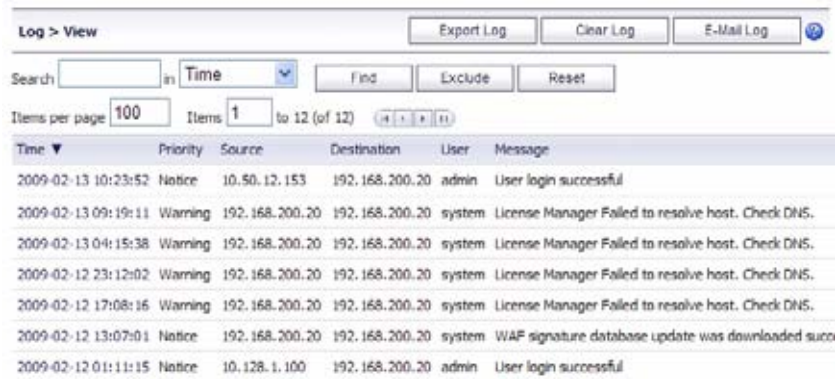 Log > View Export Log Clear Log E-Mail Log
Search in Time Find Exclude Reset
Items per page 100 Items 1 to 12 (of 12)
Time ▼ Priority Source Destination User Message
2009-02-13 10:23:52 Notice 10.50.12.153 192.168.200.20 admin User login successful
2009-02-13 09:19:11 Warning 192.168.200.20 192.168.200.20 system License Manager Failed to resolve host. Check DNS.
2009-02-13 04:15:38 Warning 192.168.200.20 192.168.200.20 system License Manager Failed to resolve host. Check DNS.
2009-02-12 23:12:02 Warning 192.168.200.20 192.168.200.20 system License Manager Failed to resolve host. Check DNS.
2009-02-12 17:08:16 Warning 192.168.200.20 192.168.200.20 system License Manager Failed to resolve host. Check DNS.
2009-02-12 13:07:01 Notice 192.168.200.20 192.168.200.20 system WAF signature database update was downloaded succ
2009-02-12 01:11:15 Notice 10.128.1.100 192.168.200.20 admin User login successful